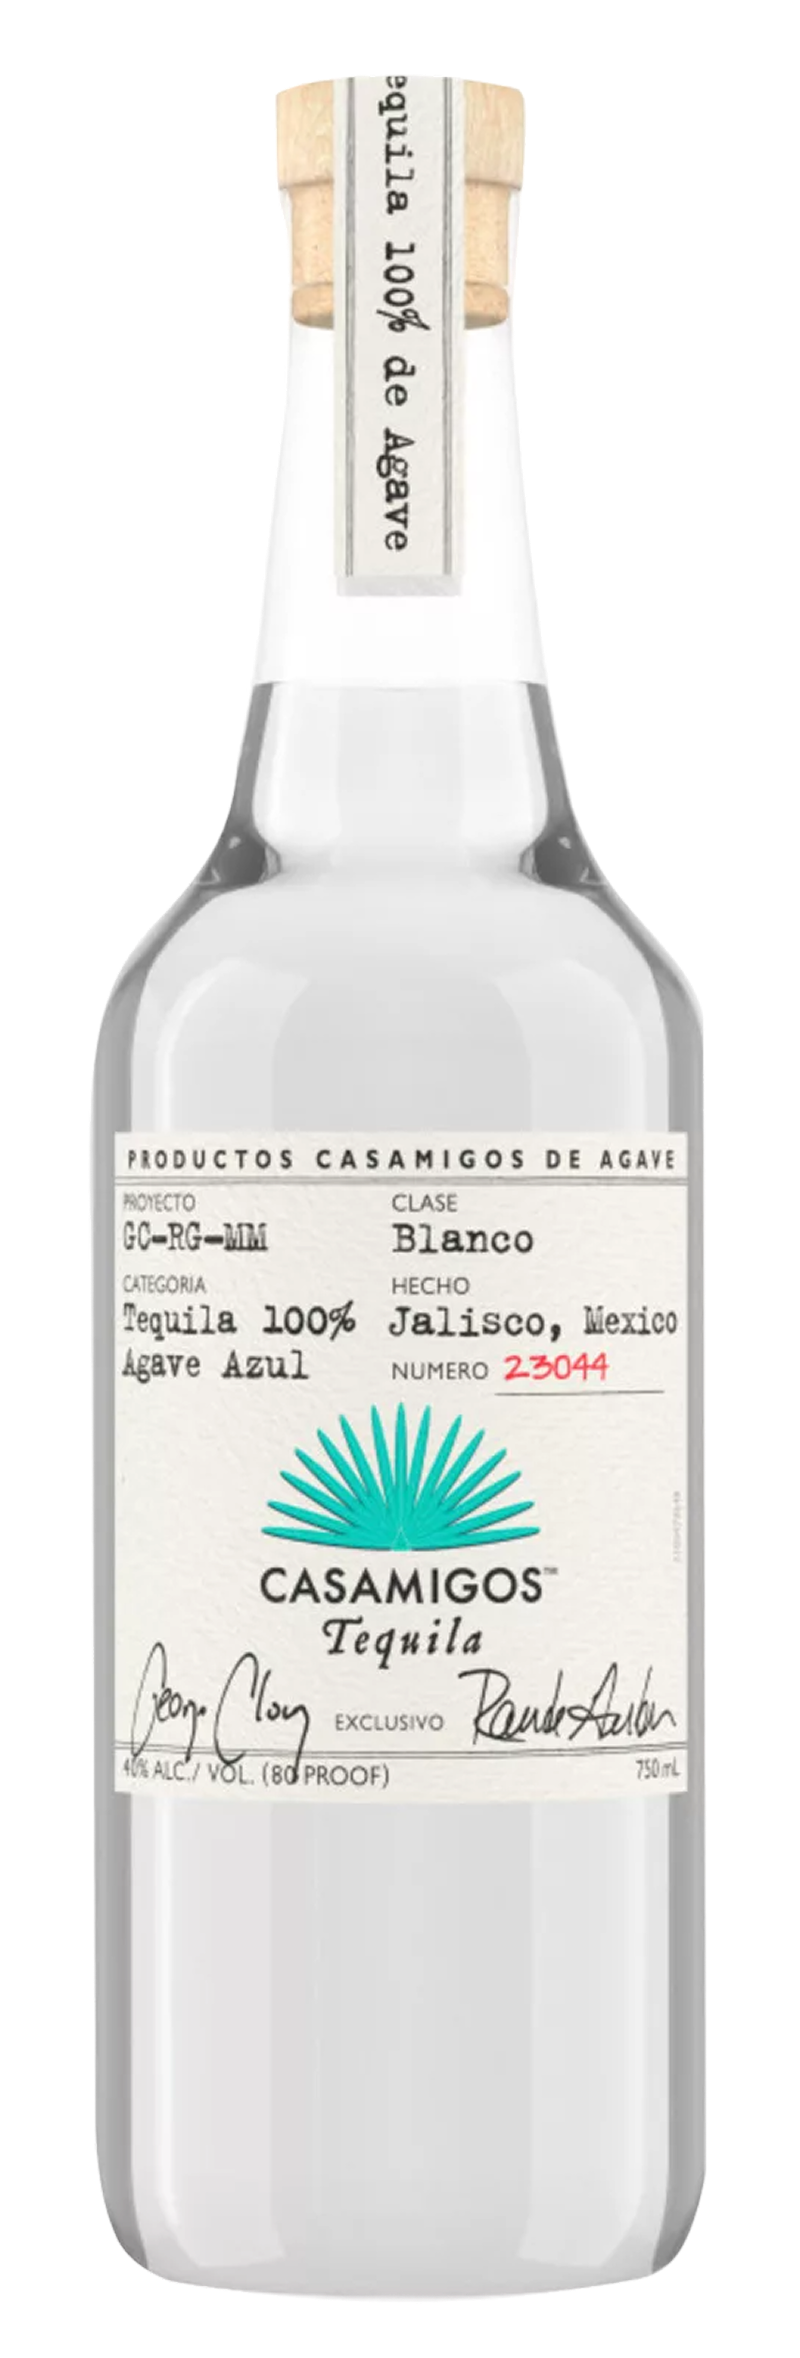 equila 100% de Agave
PRODUCTOS CASAMIGOS DE AGAVE
PROYECTO
GC-RG-MM
CLASE
Blanco
CATEGORIA
Tequila 100%
Agave Azul
HECHO
Jalisco, Mexico
NUMERO 23044
CASAMIGOS™
Tequila
EXCLUSIVO
40% ALC./ VOL. (80 PROOF)
750 mL